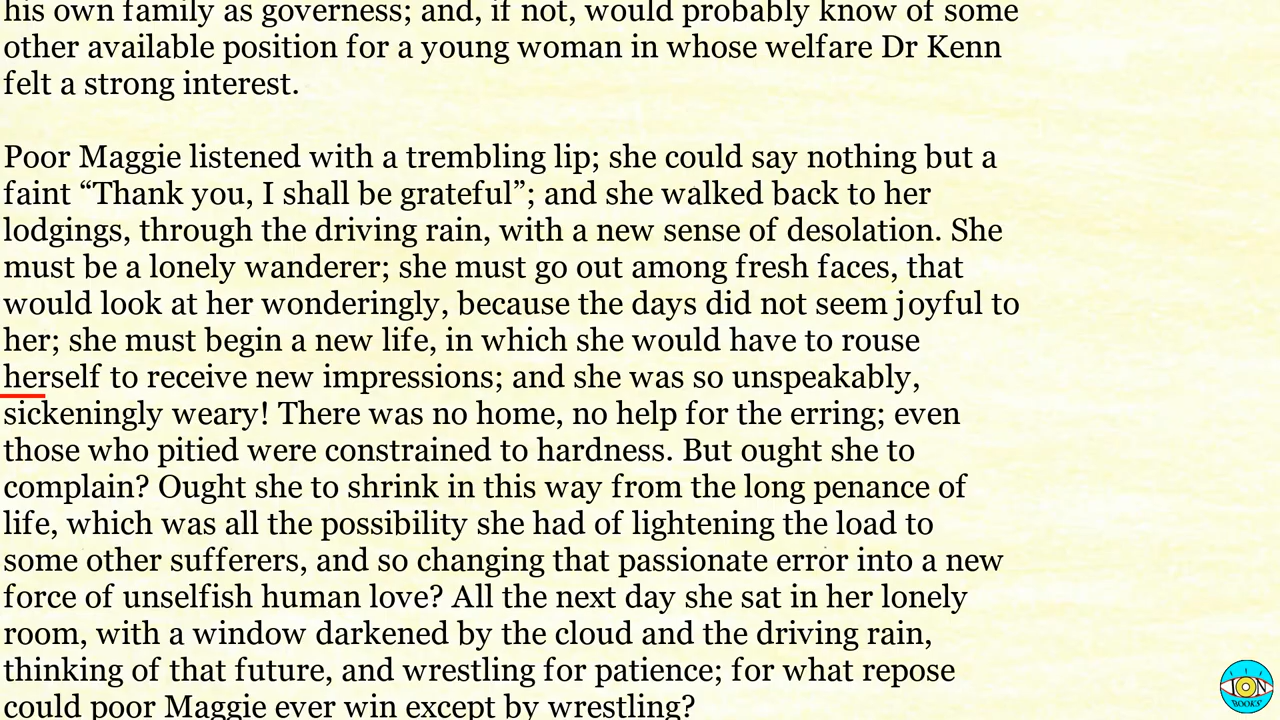 his own family as governess; and, if not, would probably know of some
other available position for a young woman in whose welfare Dr Kenn
felt a strong interest.
Poor Maggie listened with a trembling lip; she could say nothing but a
faint “Thank you, I shall be grateful”; and she walked back to her
lodgings, through the driving rain, with a new sense of desolation. She
must be a lonely wanderer; she must go out among fresh faces, that
would look at her wonderingly, because the days did not seem joyful to
her; she must begin a new life, in which she would have to rouse
herself to receive new impressions; and she was so unspeakably,
sickeningly weary! There was no home, no help for the erring; even
those who pitied were constrained to hardness. But ought she to
complain? Ought she to shrink in this way from the long penance of
life, which was all the possibility she had of lightening the load to
some other sufferers, and so changing that passionate error into a new
force of unselfish human love? All the next day she sat in her lonely
room, with a window darkened by the cloud and the driving rain,
thinking of that future, and wrestling for patience; for what repose
could poor Maggie ever win except by wrestling?
ION
BOOKS